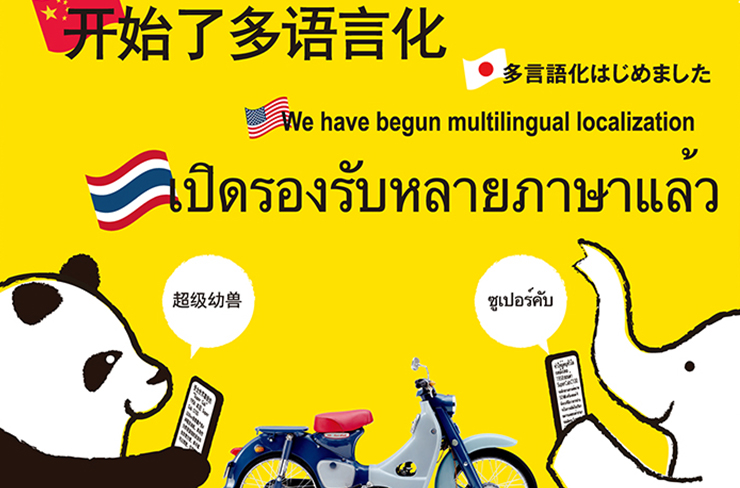 开始了多语言化
多言語化はじめました
We have begun multilingual localization
เปิดรองรับหลายภาษาแล้ว
超级幼兽
ซูเปอร์คับ